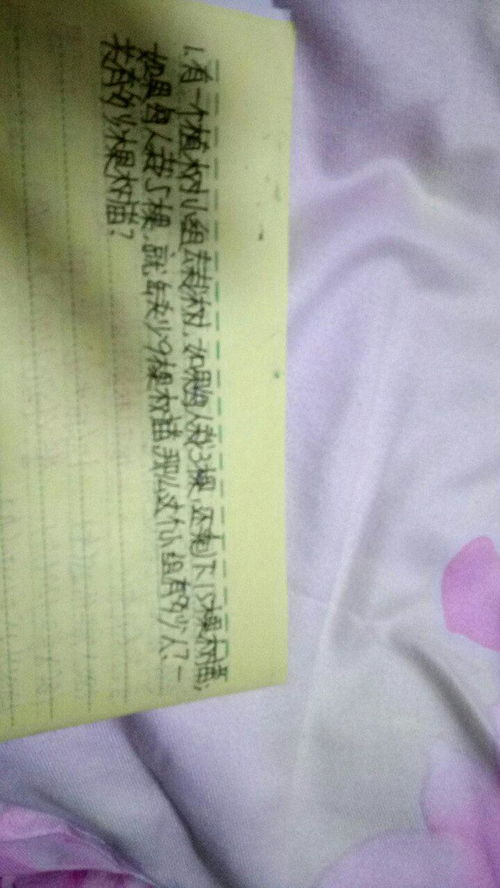 1.有一个植树小组去栽树,如果每人栽3棵,还剩下15棵树苗;
如果每人栽5棵,就缺少9棵树苗,那么这个小组有多少人?一
共有多少棵树苗?